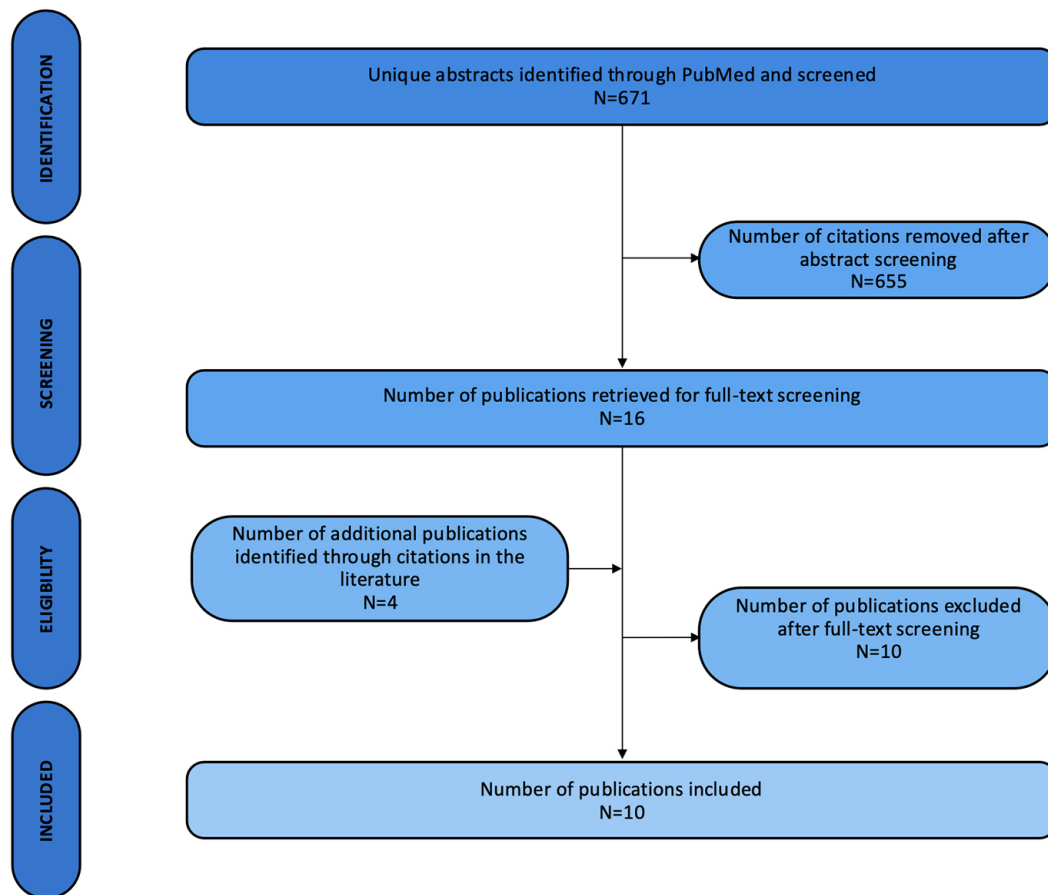 IDENTIFICATION
Unique abstracts identified through PubMed and screened
N=671
Number of citations removed after
abstract screening
N=655
SCREENING
Number of publications retrieved for full-text screening
N=16
ELIGIBILITY
Number of additional publications
identified through citations in the
literature
N=4
Number of publications excluded
after full-text screening
N=10
INCLUDED
Number of publications included
N=10